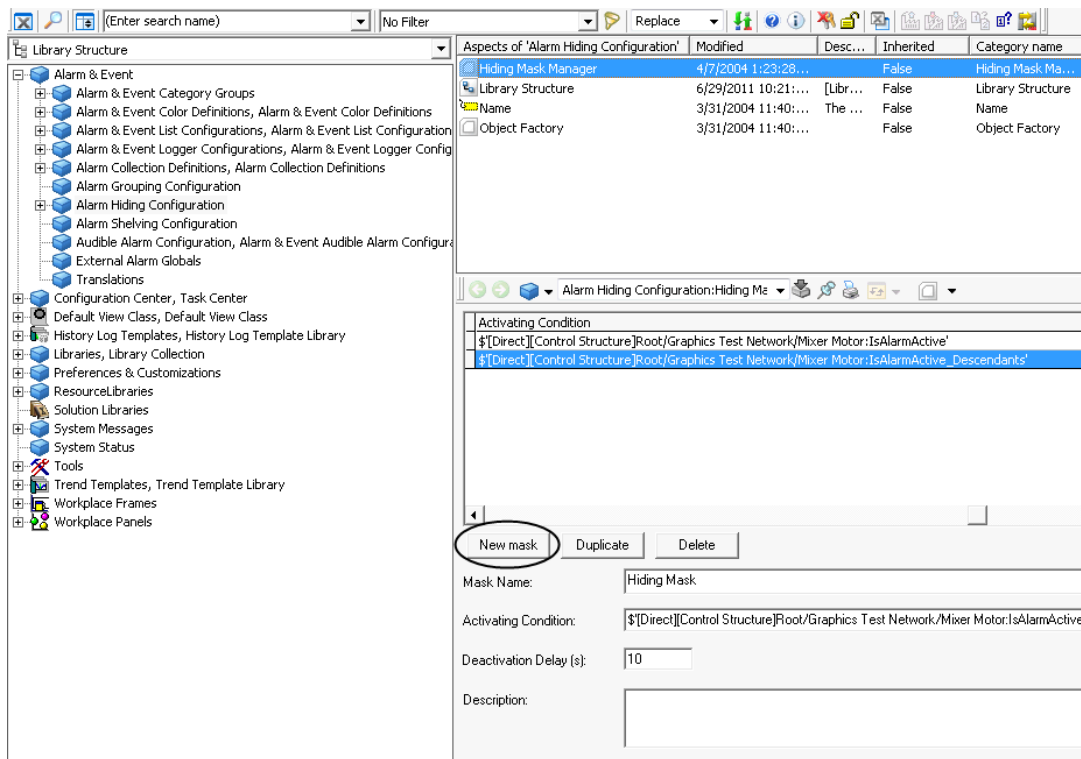 (Enter search name)
No Filter
Replace
Library Structure
Alarm & Event
Alarm & Event Category Groups
Alarm & Event Color Definitions, Alarm & Event Color Definitions
Alarm & Event List Configurations, Alarm & Event List Configuration
Alarm & Event Logger Configurations, Alarm & Event Logger Config
Alarm Collection Definitions, Alarm Collection Definitions
Alarm Grouping Configuration
Alarm Hiding Configuration
Alarm Shelving Configuration
Audible Alarm Configuration, Alarm & Event Audible Alarm Configura
External Alarm Globals
Translations
Configuration Center, Task Center
Default View Class, Default View Class
History Log Templates, History Log Template Library
Libraries, Library Collection
Preferences & Customizations
ResourceLibraries
Solution Libraries
System Messages
System Status
Tools
Trend Templates, Trend Template Library
Workplace Frames
Workplace Panels
Aspects of 'Alarm Hiding Configuration' Modified Desc... Inherited Category name
Hiding Mask Manager 4/7/2004 1:23:28... False Hiding Mask Ma...
Library Structure 6/29/2011 10:21:... [Libr... False Library Structure
Name 3/31/2004 11:40:... The ... False Name
Object Factory 3/31/2004 11:40:... False Object Factory
Alarm Hiding Configuration:Hiding Ma
Activating Condition
$'[Direct][Control Structure]Root/Graphics Test Network/Mixer Motor:IsAlarmActive'
$'[Direct][Control Structure]Root/Graphics Test Network/Mixer Motor:IsAlarmActive_Descendants'
New mask Duplicate Delete
Mask Name: Hiding Mask
Activating Condition: $'[Direct][Control Structure]Root/Graphics Test Network/Mixer Motor:IsAlarmActive
Deactivation Delay (s): 10
Description: